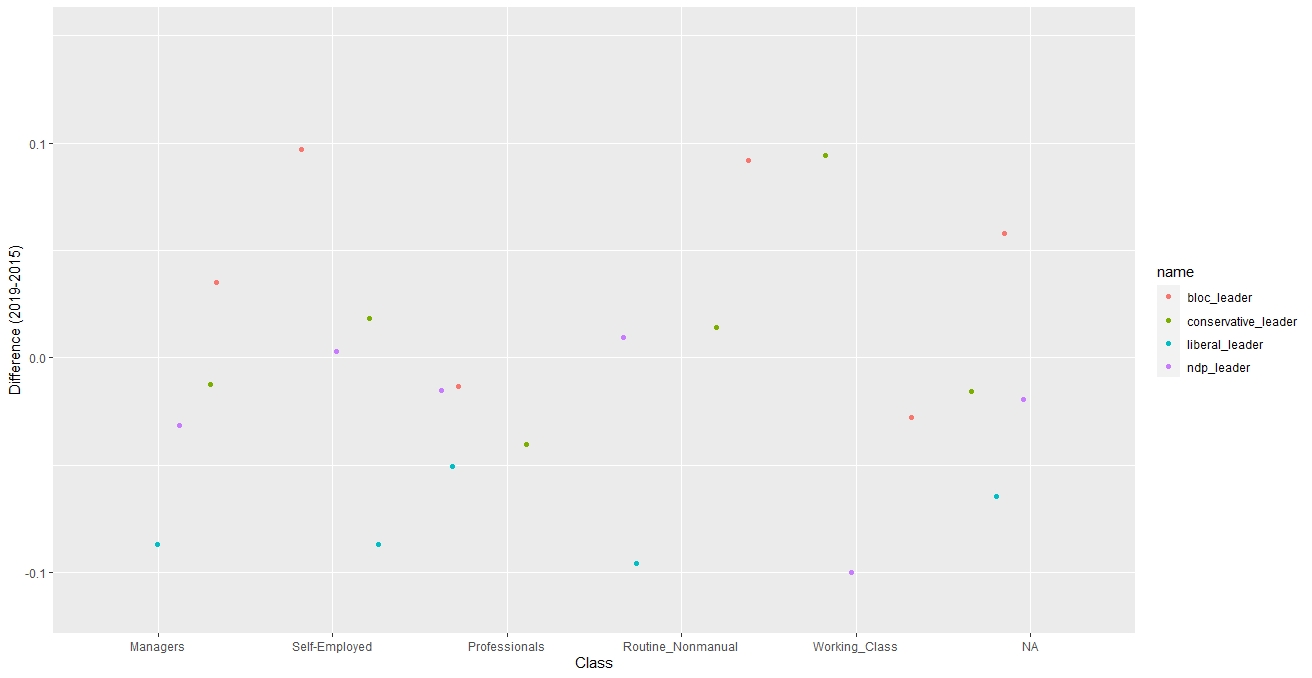 Difference (2019-2015)
0.1
0.0
-0.1
Managers
Self-Employed
Professionals
Routine_Nonmanual
Working_Class
NA
Class
name
bloc_leader
conservative_leader
liberal_leader
ndp_leader